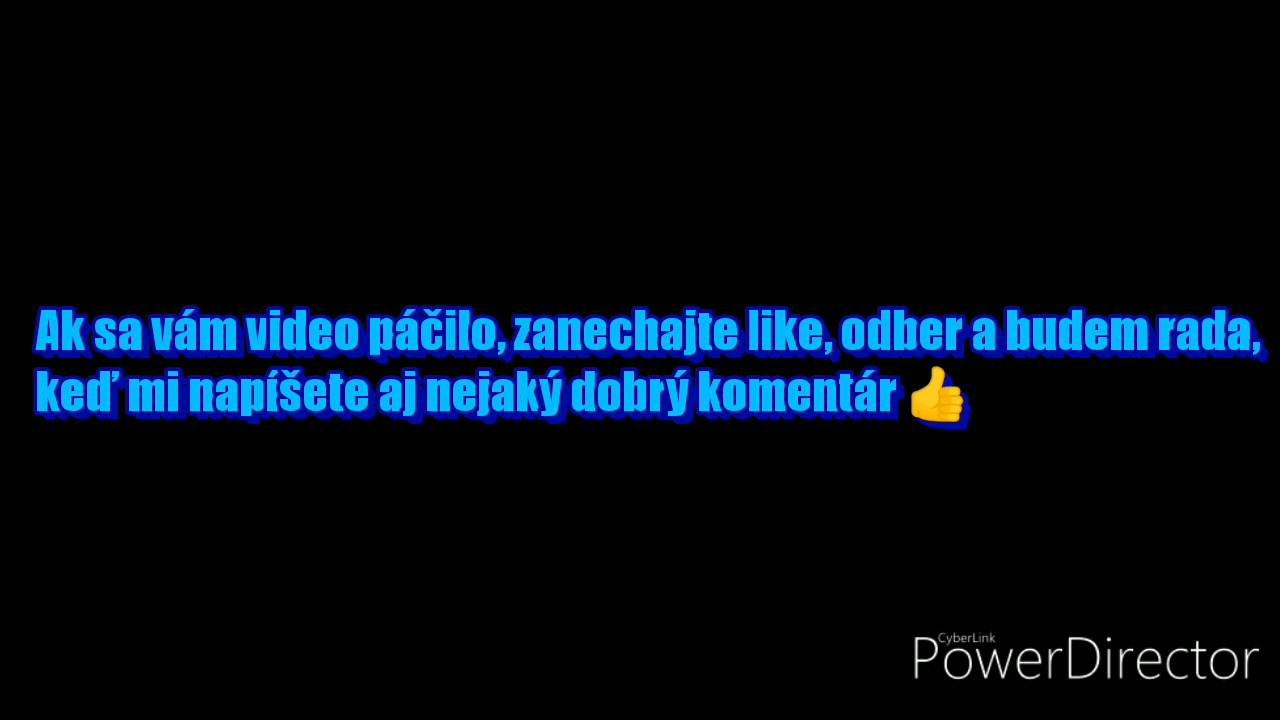 Ak sa vám video páčilo, zanechajte like, odber a budem rada,
keď mi napíšete aj nejaký dobrý komentár 👍
CyberLink
PowerDirector